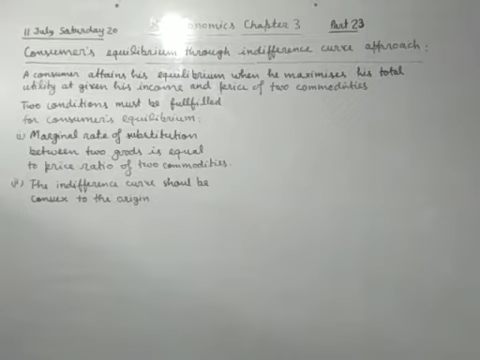 11 July Saturday 20 onomics Chapter 3 Part 23
Consumer's equilibrium through indifference curve approach:
A consumer attains his equilibrium when he maximises his total
utility at given his income and price of two commodities
Two conditions must be fullfilled
for consumer's equilibrium:
i) Marginal rate of substitution
between two goods is equal
to price ratio of two commodities.
ii) The indifference curve shoul be
convex to the origin